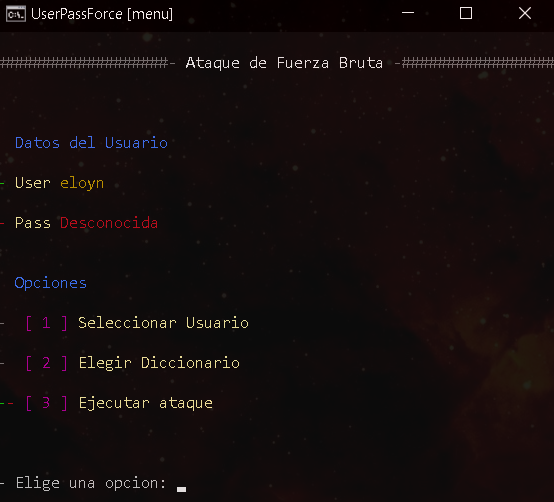 UserPassForce [menu]
########################- Ataque de Fuerza Bruta -########################
Datos del Usuario
- User eloyn
- Pass Desconocida
Opciones
- [ 1 ] Seleccionar Usuario
- [ 2 ] Elegir Diccionario
-- [ 3 ] Ejecutar ataque
- Elige una opcion: